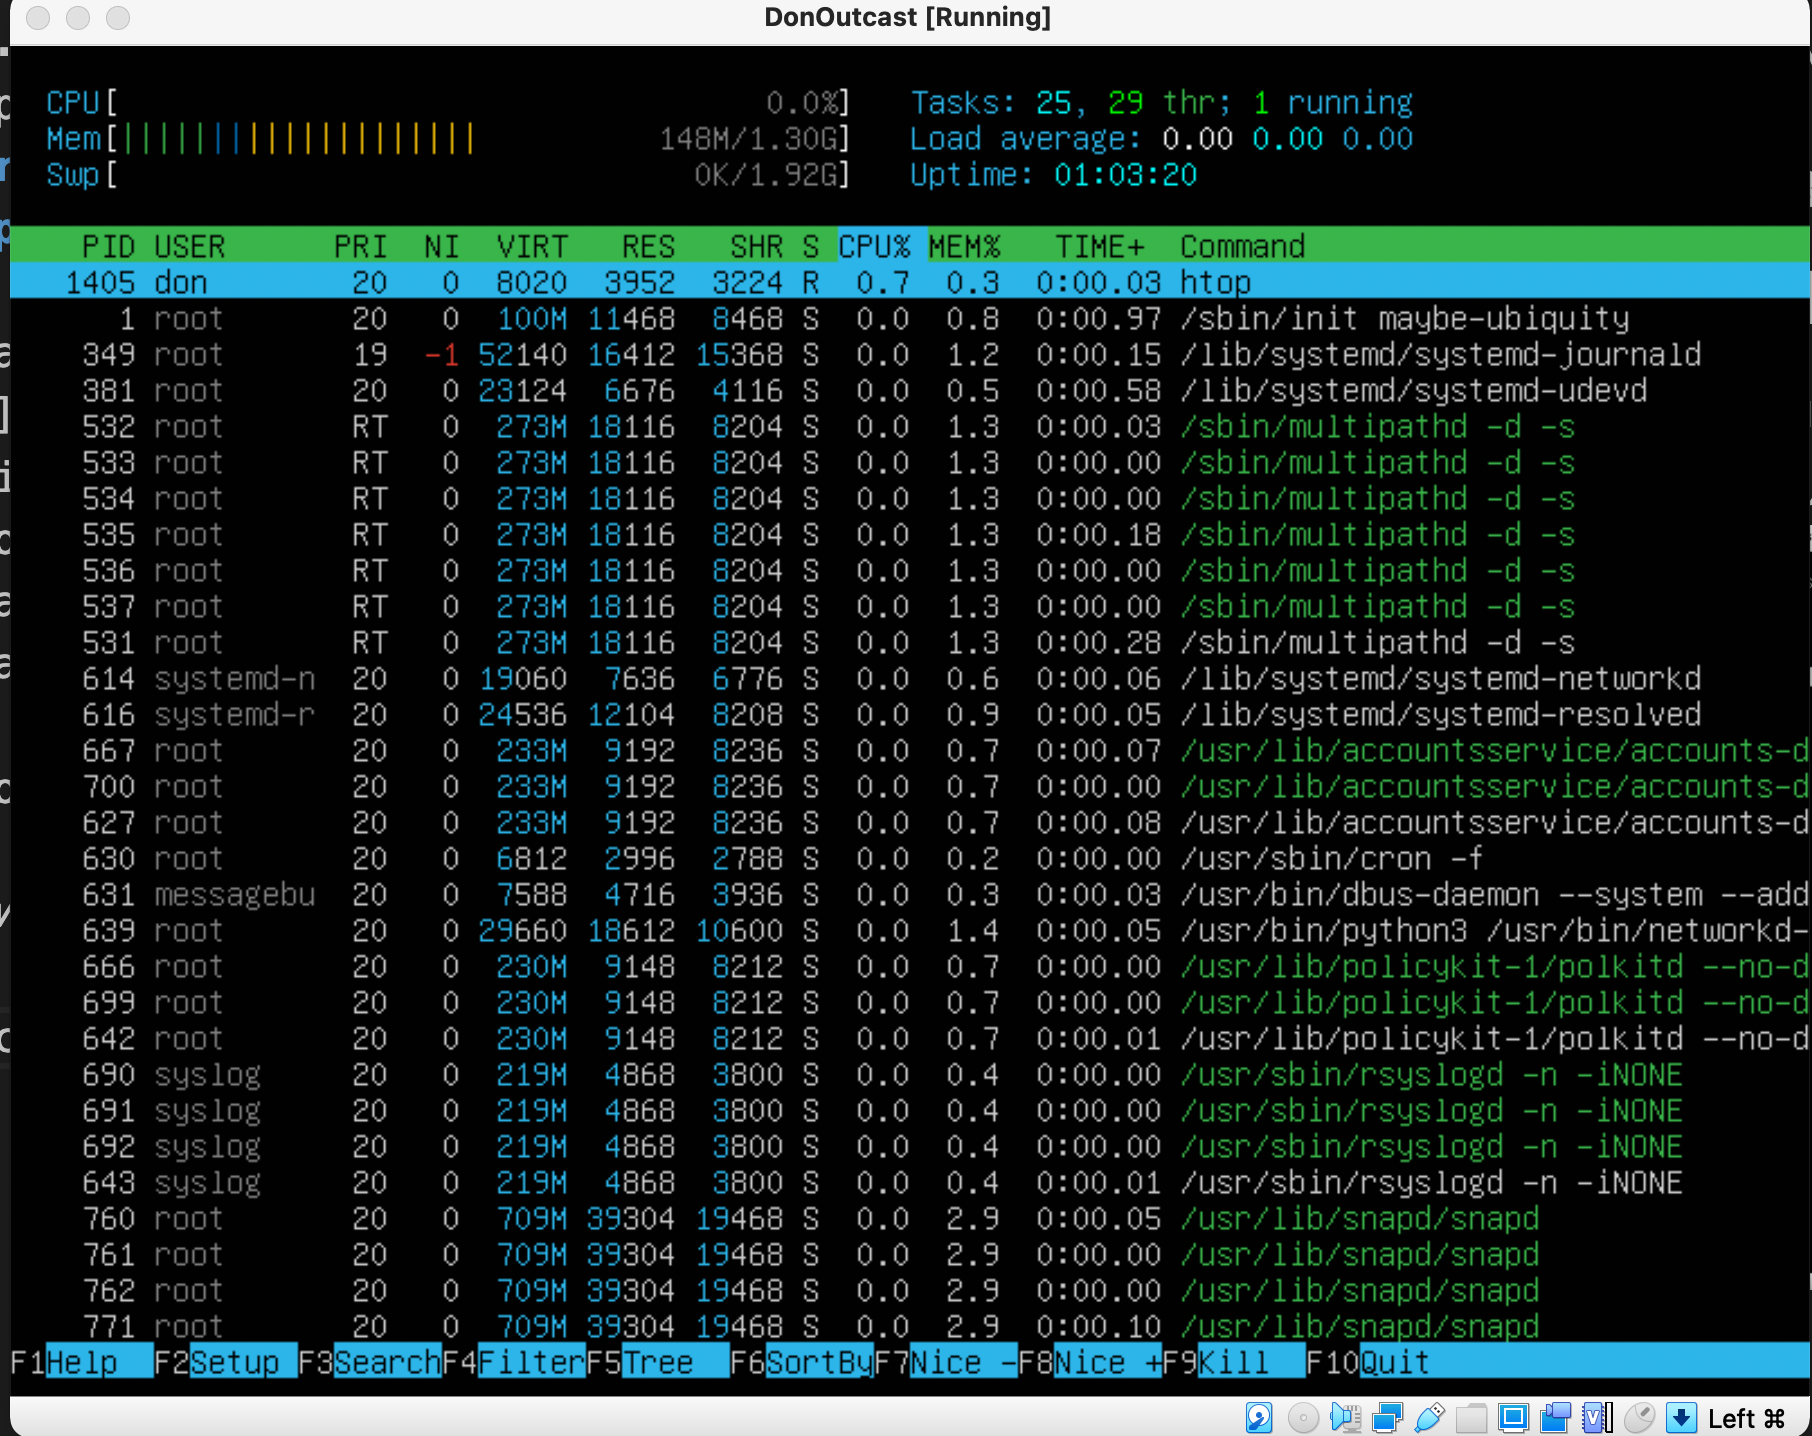 DonOutcast [Running]
CPU[ 0.0%] Tasks: 25, 29 thr; 1 running
Mem[|||||||||||||||||||| 148M/1.30G] Load average: 0.00 0.00 0.00
Swp[ 0K/1.92G] Uptime: 01:03:20
PID USER PRI NI VIRT RES SHR S CPU% MEM% TIME+ Command
1405 don 20 0 8020 3952 3224 R 0.7 0.3 0:00.03 htop
1 root 20 0 100M 11468 8468 S 0.0 0.8 0:00.97 /sbin/init maybe-ubiquity
349 root 19 -1 52140 16412 15368 S 0.0 1.2 0:00.15 /lib/systemd/systemd-journald
381 root 20 0 23124 6676 4116 S 0.0 0.5 0:00.58 /lib/systemd/systemd-udevd
532 root RT 0 273M 18116 8204 S 0.0 1.3 0:00.03 /sbin/multipathd -d -s
533 root RT 0 273M 18116 8204 S 0.0 1.3 0:00.00 /sbin/multipathd -d -s
534 root RT 0 273M 18116 8204 S 0.0 1.3 0:00.00 /sbin/multipathd -d -s
535 root RT 0 273M 18116 8204 S 0.0 1.3 0:00.18 /sbin/multipathd -d -s
536 root RT 0 273M 18116 8204 S 0.0 1.3 0:00.00 /sbin/multipathd -d -s
537 root RT 0 273M 18116 8204 S 0.0 1.3 0:00.00 /sbin/multipathd -d -s
531 root RT 0 273M 18116 8204 S 0.0 1.3 0:00.28 /sbin/multipathd -d -s
614 systemd-n 20 0 19060 7636 6776 S 0.0 0.6 0:00.06 /lib/systemd/systemd-networkd
616 systemd-r 20 0 24536 12104 8208 S 0.0 0.9 0:00.05 /lib/systemd/systemd-resolved
667 root 20 0 233M 9192 8236 S 0.0 0.7 0:00.07 /usr/lib/accountsservice/accounts-d
700 root 20 0 233M 9192 8236 S 0.0 0.7 0:00.00 /usr/lib/accountsservice/accounts-d
627 root 20 0 233M 9192 8236 S 0.0 0.7 0:00.08 /usr/lib/accountsservice/accounts-d
630 root 20 0 6812 2996 2788 S 0.0 0.2 0:00.00 /usr/sbin/cron -f
631 messagebu 20 0 7588 4716 3936 S 0.0 0.3 0:00.03 /usr/bin/dbus-daemon --system --add
639 root 20 0 29660 18612 10600 S 0.0 1.4 0:00.05 /usr/bin/python3 /usr/bin/networkd-
666 root 20 0 230M 9148 8212 S 0.0 0.7 0:00.00 /usr/lib/policykit-1/polkitd --no-d
699 root 20 0 230M 9148 8212 S 0.0 0.7 0:00.00 /usr/lib/policykit-1/polkitd --no-d
642 root 20 0 230M 9148 8212 S 0.0 0.7 0:00.01 /usr/lib/policykit-1/polkitd --no-d
690 syslog 20 0 219M 4868 3800 S 0.0 0.4 0:00.00 /usr/sbin/rsyslogd -n -iNONE
691 syslog 20 0 219M 4868 3800 S 0.0 0.4 0:00.00 /usr/sbin/rsyslogd -n -iNONE
692 syslog 20 0 219M 4868 3800 S 0.0 0.4 0:00.00 /usr/sbin/rsyslogd -n -iNONE
643 syslog 20 0 219M 4868 3800 S 0.0 0.4 0:00.01 /usr/sbin/rsyslogd -n -iNONE
760 root 20 0 709M 39304 19468 S 0.0 2.9 0:00.05 /usr/lib/snapd/snapd
761 root 20 0 709M 39304 19468 S 0.0 2.9 0:00.00 /usr/lib/snapd/snapd
762 root 20 0 709M 39304 19468 S 0.0 2.9 0:00.00 /usr/lib/snapd/snapd
771 root 20 0 709M 39304 19468 S 0.0 2.9 0:00.10 /usr/lib/snapd/snapd
F1Help F2Setup F3SearchF4FilterF5Tree F6SortByF7Nice -F8Nice +F9Kill F10Quit
Left ⌘